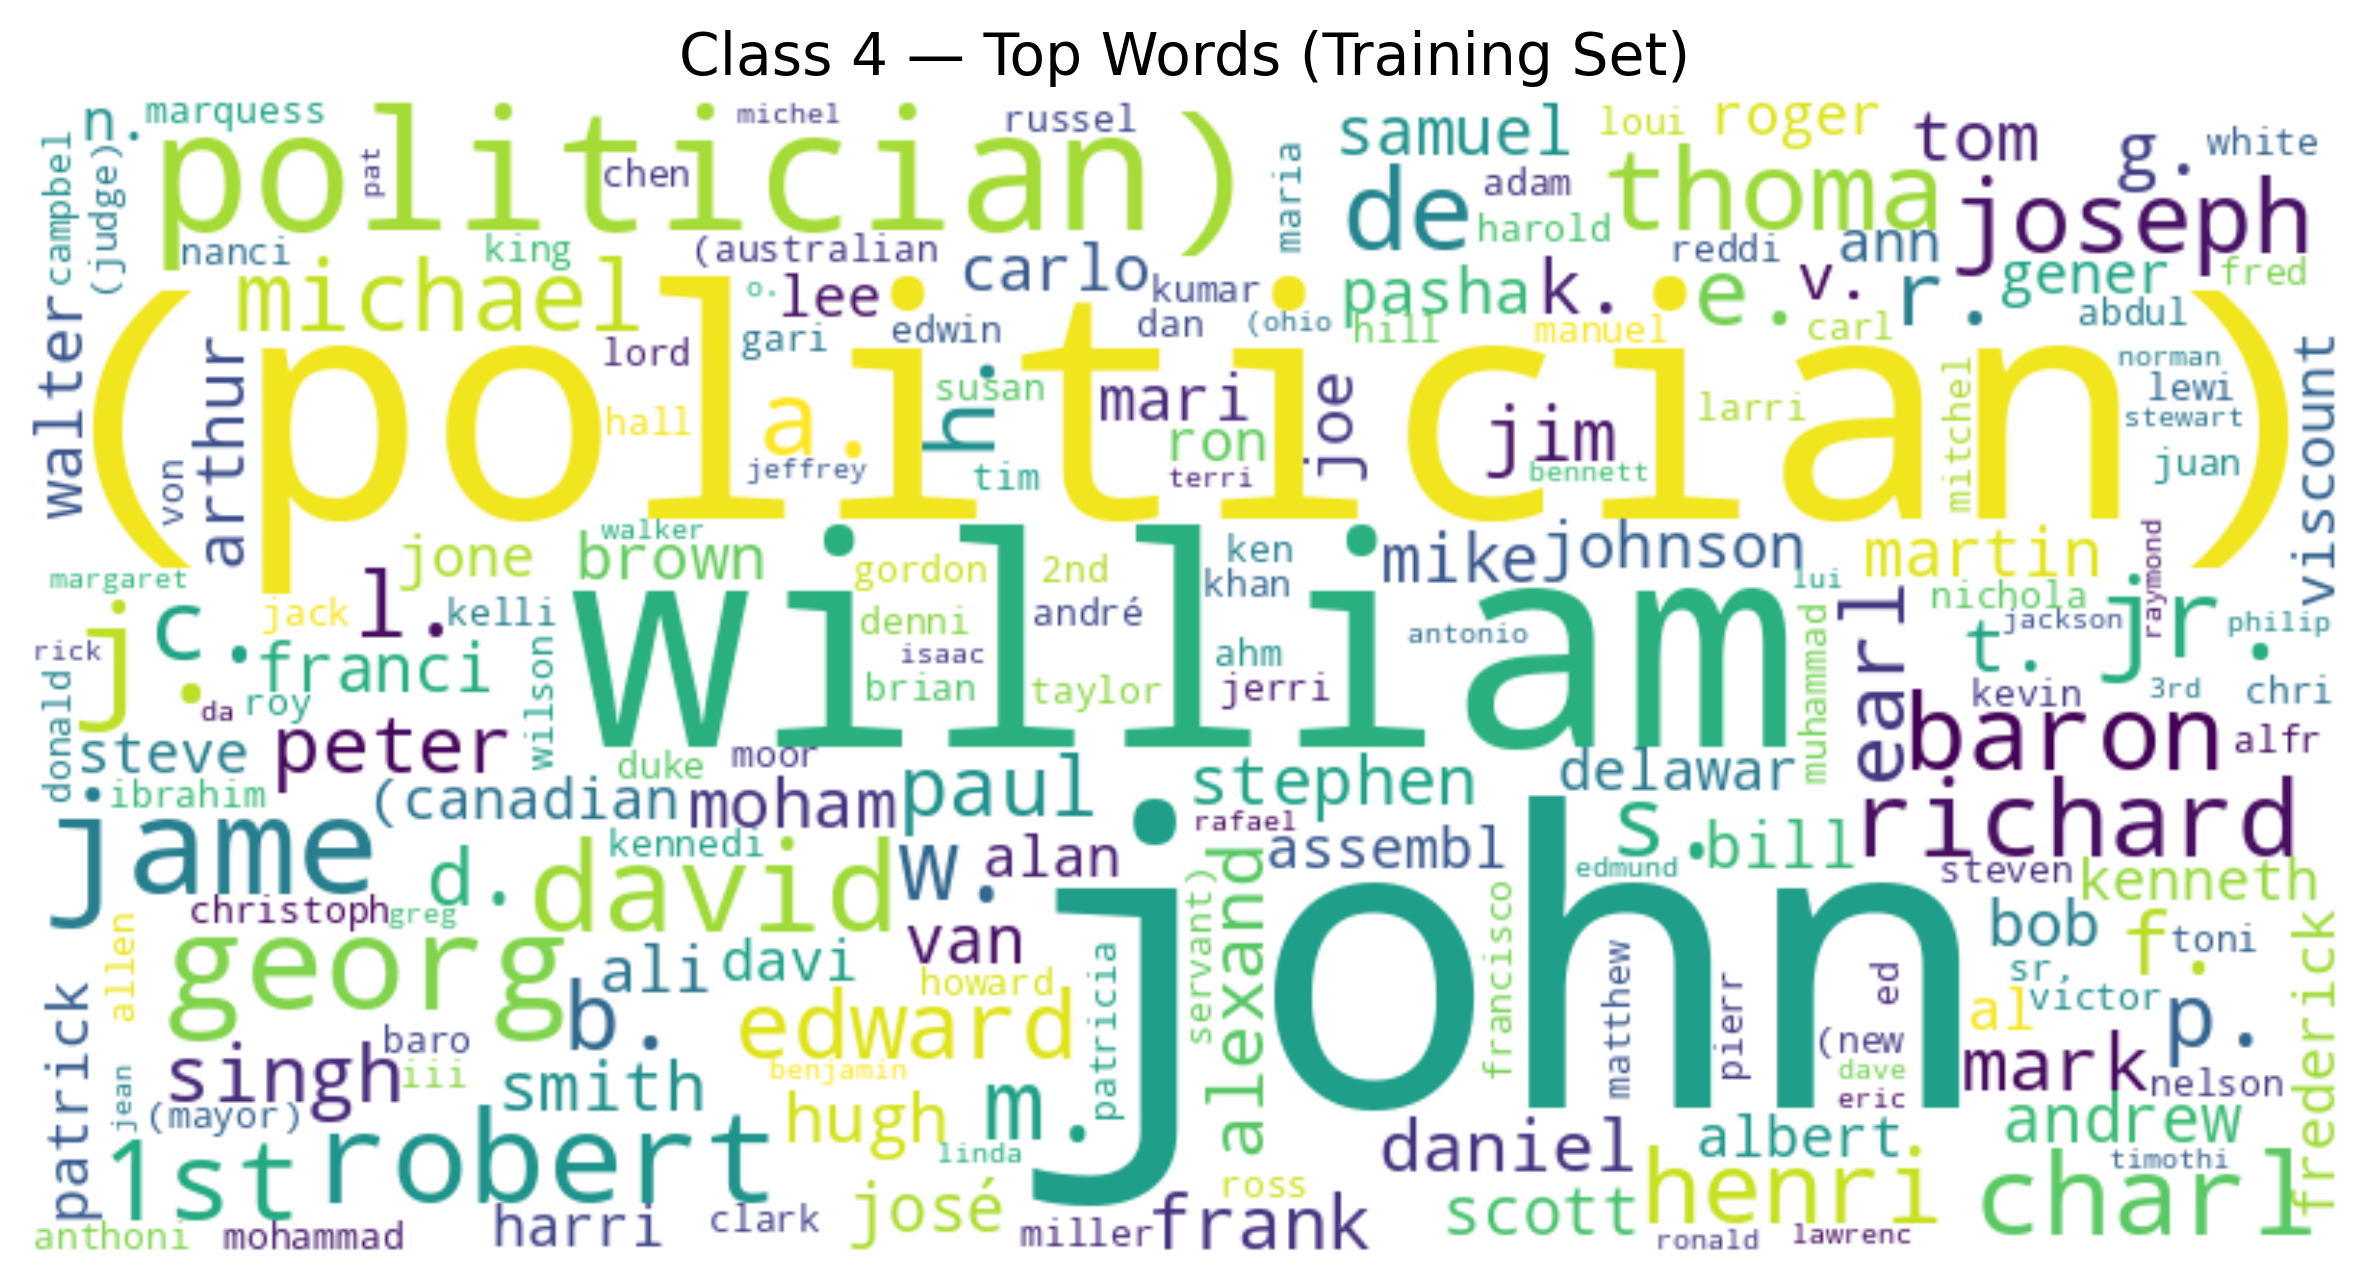 Class 4 — Top Words (Training Set)
n.
marquess
politician)
michel
russel
samuel
loui
roger
tom
g.
white
campbel
(judge)
pat
chen
maria
de
adam
harold
thoma
joseph
nanci
king
(australian
carlo
reddi
ann
michael
o.
lee
kumar
pasha
k.
e.
v.
r.
gener
fred
gari
edwin
dan
(ohio
hill
manuel
carl
abdul
walter
arthur
(politician)
lord
susan
mari
joe
norman
lewi
viscount
hall
a.
h.
ron
jim
larri
mitchel
stewart
von
jeffrey
tim
terri
bennett
juan
walker
jone
brown
william
gordon
2nd
ken
khan
mike
johnson
martin
raymond
margaret
lui
j.
c.
jack
l.
kelli
denni
andré
antonio
muhammad
earl
nichola
t.
jackson
jr.
philip
rick
franci
wilson
isaac
ahm
donald
da
roy
brian
taylor
jerri
kevin
3rd
chri
steve
peter
duke
moor
baron
alfr
ibrahim
(canadian
moham
paul
stephen
delawar
richard
jame
kennedi
rafael
assembl
s.
bill
d.
david
w.
alan
edmund
steven
kenneth
christoph
greg
servant)
alexand
john
francisco
allen
georg
ali
davi
van
matthew
pierr
ed
bob
f.
toni
frederick
patrick
b.
howard
patricia
sr,
al
victor
p.
baro
edward
(new
singh
iii
benjamin
dave
mark
nelson
jean
(mayor)
smith
hugh
m.
eric
andrew
1st
robert
linda
daniel
albert
timothi
ross
henri
charl
anthoni
mohammad
harri
clark
josé
miller
frank
scott
ronald
lawrenc